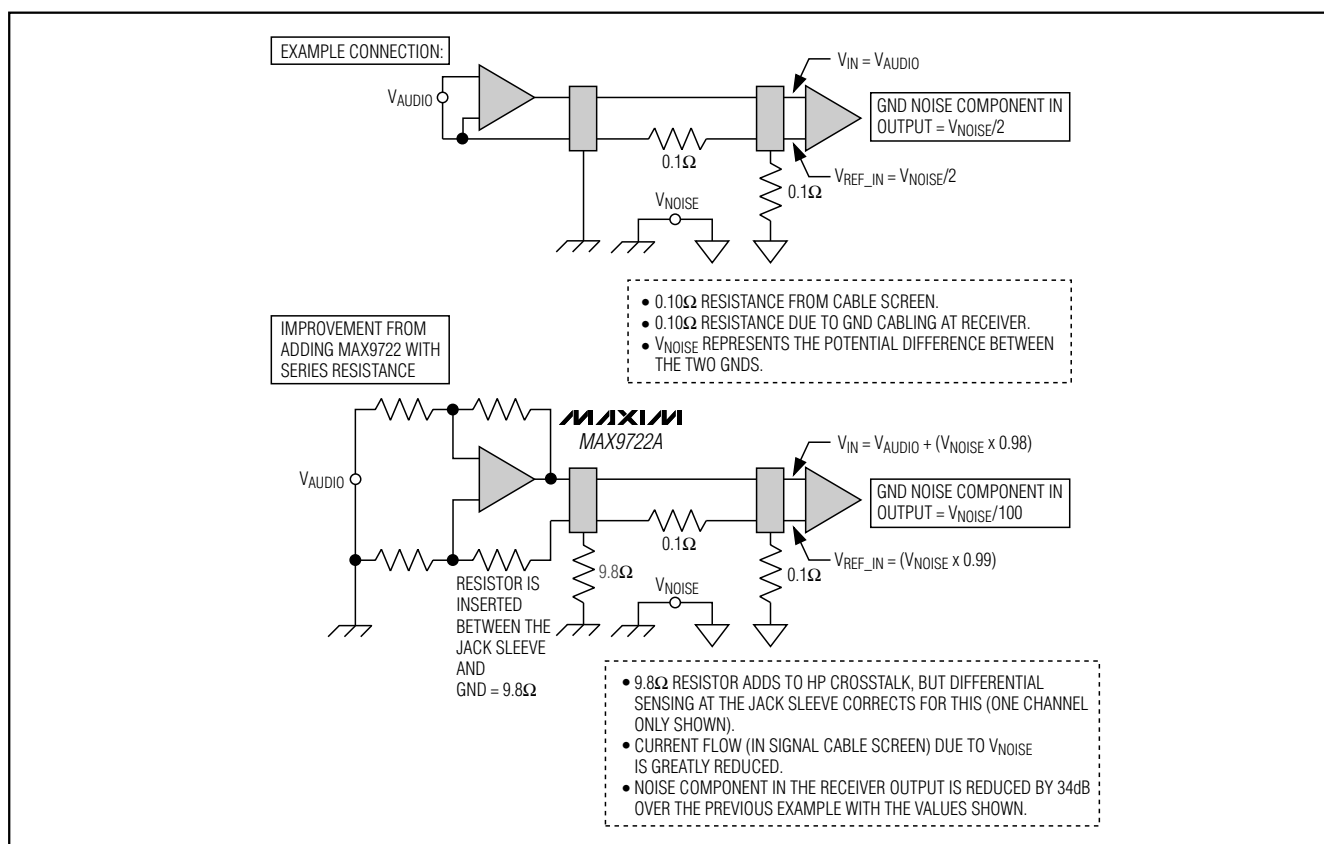 EXAMPLE CONNECTION:
VAUDIO
VIN = VAUDIO
GND NOISE COMPONENT IN
OUTPUT = VNOISE/2
0.1Ω
VREF_IN = VNOISE/2
0.1Ω
VNOISE
• 0.10Ω RESISTANCE FROM CABLE SCREEN.
• 0.10Ω RESISTANCE DUE TO GND CABLING AT RECEIVER.
• VNOISE REPRESENTS THE POTENTIAL DIFFERENCE BETWEEN
THE TWO GNDS.
IMPROVEMENT FROM
ADDING MAX9722 WITH
SERIES RESISTANCE
MAXIM
MAX9722A
VAUDIO
VIN = VAUDIO + (VNOISE x 0.98)
GND NOISE COMPONENT IN
OUTPUT = VNOISE/100
0.1Ω
VREF_IN = (VNOISE x 0.99)
9.8Ω
0.1Ω
VNOISE
RESISTOR IS
INSERTED
BETWEEN THE
JACK SLEEVE
AND
GND = 9.8Ω
• 9.8Ω RESISTOR ADDS TO HP CROSSTALK, BUT DIFFERENTIAL
SENSING AT THE JACK SLEEVE CORRECTS FOR THIS (ONE CHANNEL
ONLY SHOWN).
• CURRENT FLOW (IN SIGNAL CABLE SCREEN) DUE TO VNOISE
IS GREATLY REDUCED.
• NOISE COMPONENT IN THE RECEIVER OUTPUT IS REDUCED BY 34dB
OVER THE PREVIOUS EXAMPLE WITH THE VALUES SHOWN.